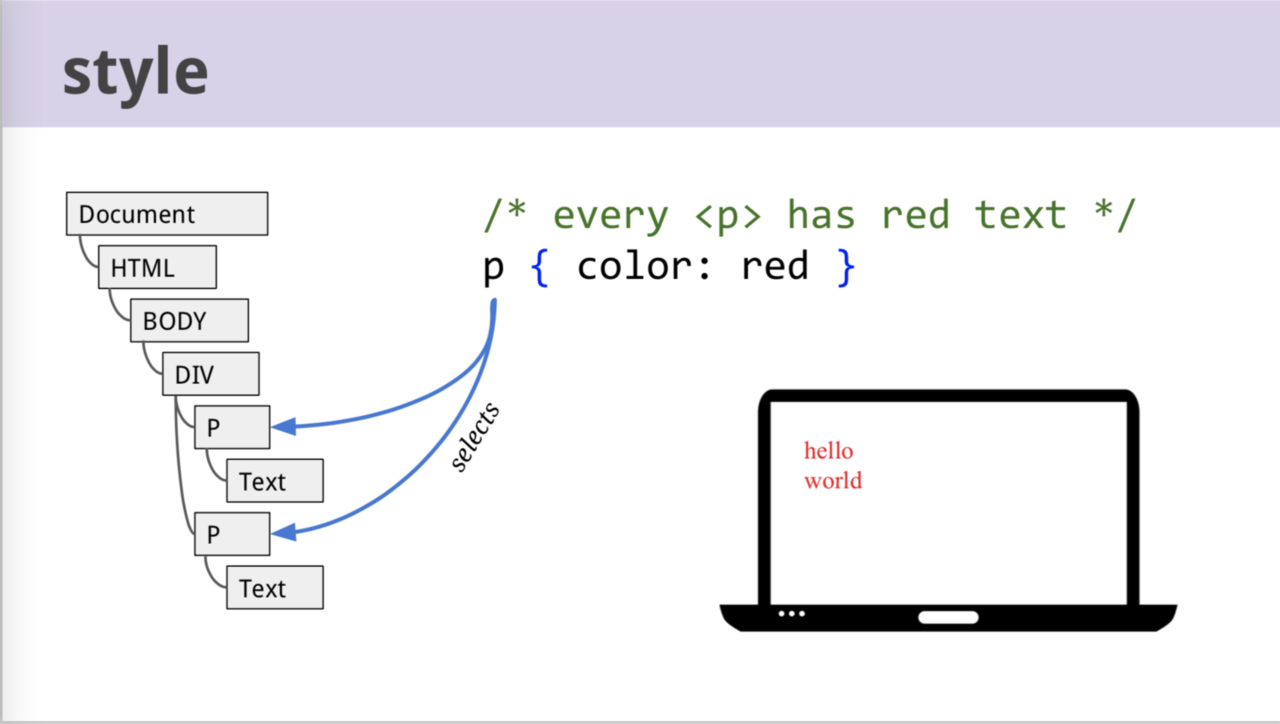 style
Document
HTML
BODY
DIV
P
Text
P
Text
/* every <p> has red text */
p { color: red }
selects
hello
world